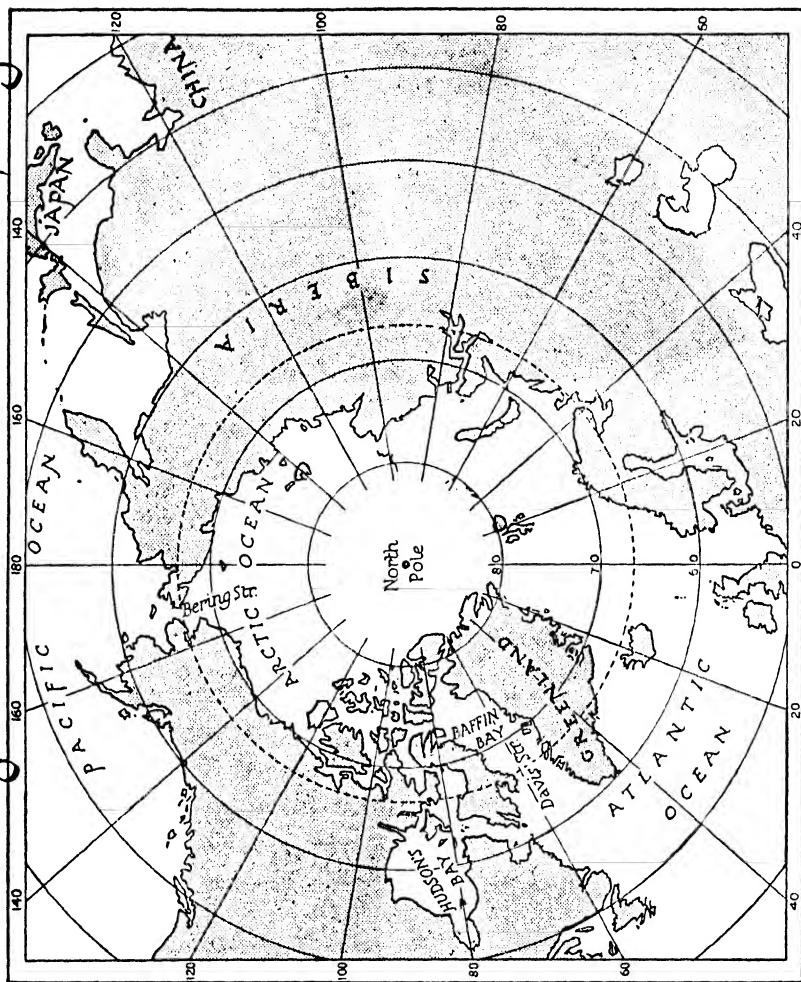 120
100
80
60
CHINA
140
JAPAN
40
SIBERIA
160
20
OCEAN
ARCTIC OCEAN
180
North
Pole
80
70
60
0
Bering Str.
PACIFIC
GREENLAND
BAFFIN
BAY
Davis Str.
160
20
ATLANTIC
OCEAN
HUDSONS
BAY
140
40
120
100
80
60